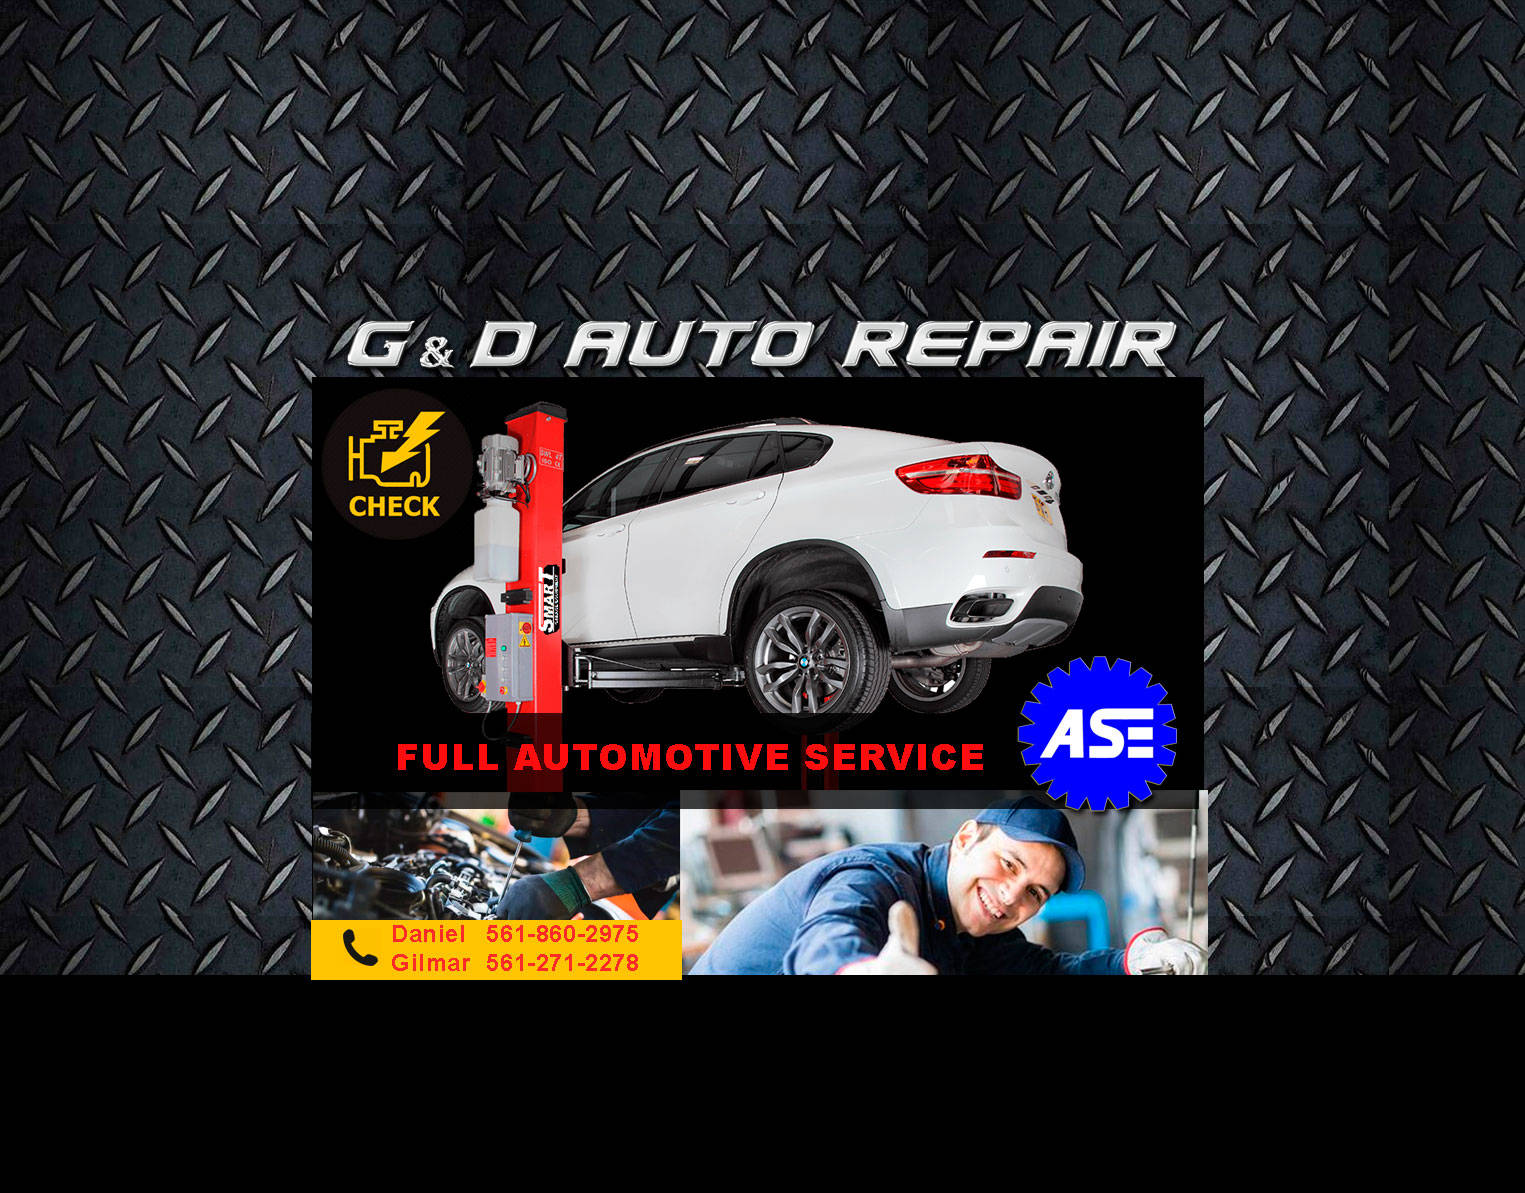 G & D AUTO REPAIR
CHECK
SMART
FULL AUTOMOTIVE SERVICE
ASE
Daniel 561-860-2975
Gilmar 561-271-2278